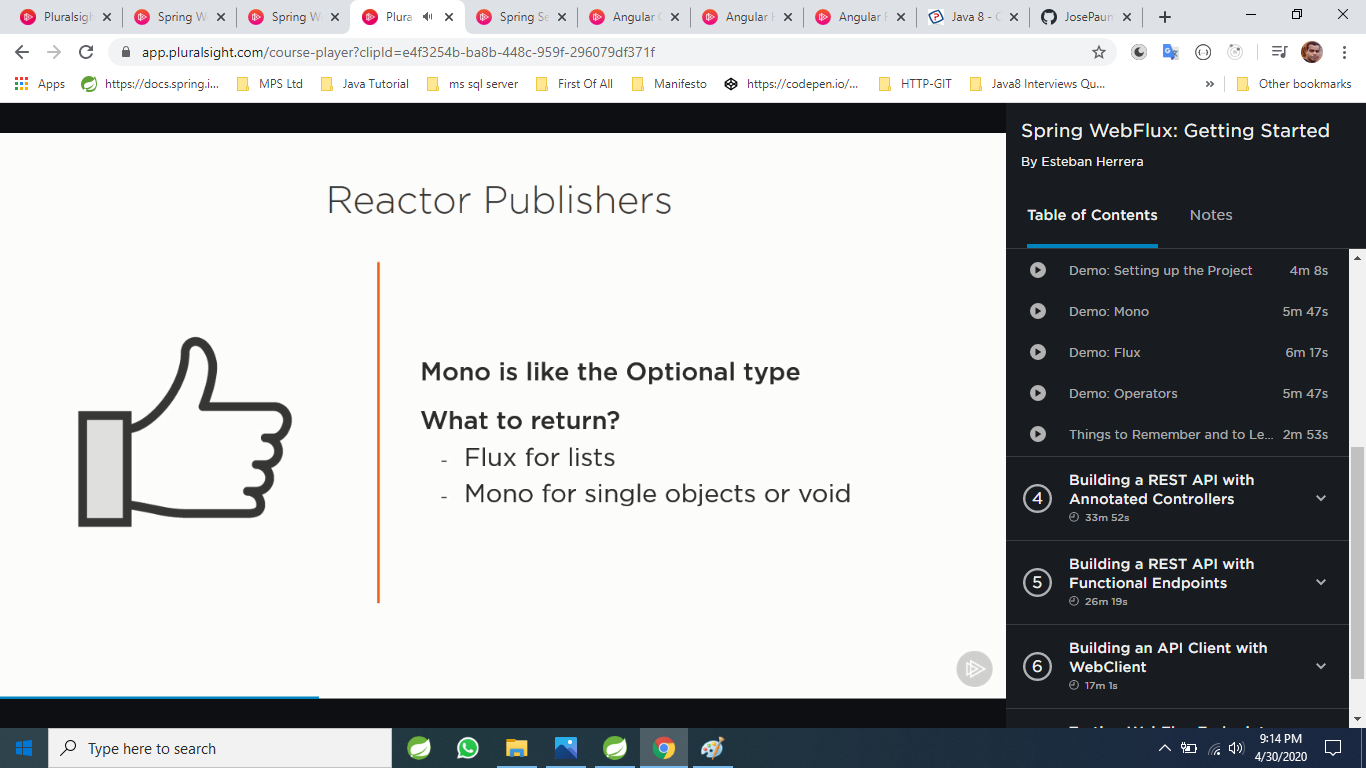 Pluralsigh
Spring W
Spring W
Plura
Spring Se
Angular
Angular
Angular
Java 8 -
JosePaun
app.pluralsight.com/course-player?clipId=e4f3254b-ba8b-448c-959f-296079df371f
Apps
https://docs.spring.i...
MPS Ltd
Java Tutorial
ms sql server
First Of All
Manifesto
https://codepen.io/...
HTTP-GIT
Java8 Interviews Qu...
»
Other bookmarks
Reactor Publishers
Mono is like the Optional type
What to return?
- Flux for lists
- Mono for single objects or void
Spring WebFlux: Getting Started
By Esteban Herrera
Table of Contents
Notes
Demo: Setting up the Project 4m 8s
Demo: Mono 5m 47s
Demo: Flux 6m 17s
Demo: Operators 5m 47s
Things to Remember and to Le... 2m 53s
4
Building a REST API with
Annotated Controllers
33m 52s
5
Building a REST API with
Functional Endpoints
26m 19s
6
Building an API Client with
WebClient
17m 1s
Type here to search
9:14 PM
4/30/2020